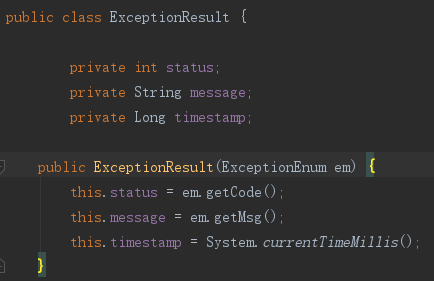 public class ExceptionResult {
private int status;
private String message;
private Long timestamp;
public ExceptionResult(ExceptionEnum em) {
this.status = em.getCode();
this.message = em.getMsg();
this.timestamp = System.currentTimeMillis();
}